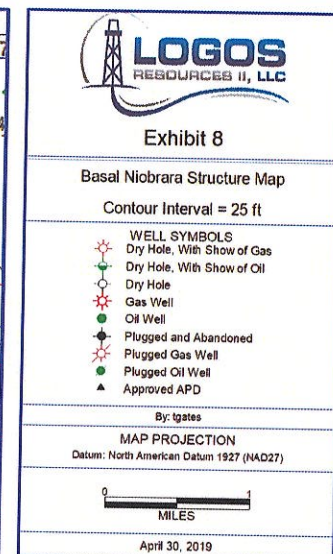 LOGOS
RESOURCES II, LLC
Exhibit 8
Basal Niobrara Structure Map
Contour Interval = 25 ft
WELL SYMBOLS
Dry Hole, With Show of Gas
Dry Hole, With Show of Oil
Dry Hole
Gas Well
Oil Well
Plugged and Abandoned
Plugged Gas Well
Plugged Oil Well
Approved APD
By: tgates
MAP PROJECTION
Datum: North American Datum 1927 (NAD27)
0 1
MILES
April 30, 2019